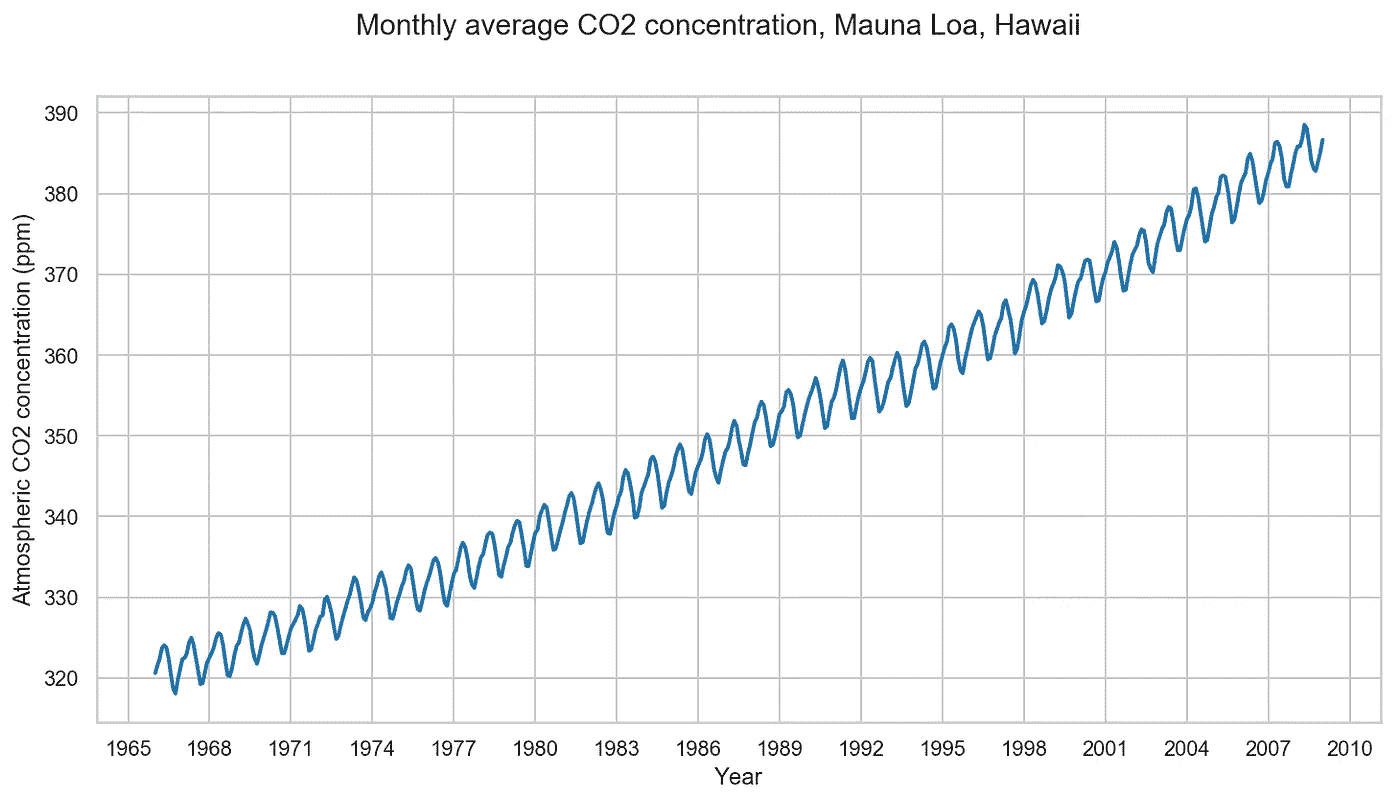 Monthly average CO2 concentration, Mauna Loa, Hawaii
Atmospheric CO2 concentration (ppm)
390
380
370
360
350
340
330
320
1965 1968 1971 1974 1977 1980 1983 1986 1989 1992 1995 1998 2001 2004 2007 2010
Year